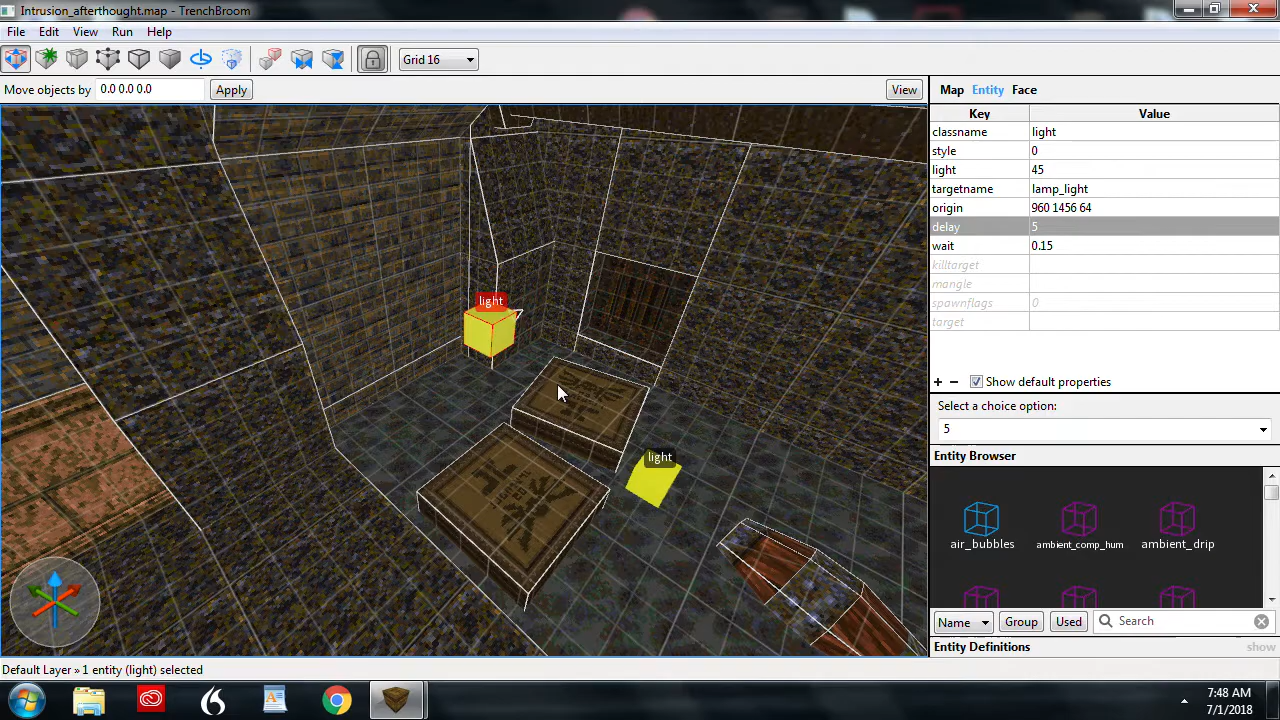 Intrusion_afterthought.map - TrenchBroom
File Edit View Run Help
Grid 16
Move objects by 0.0 0.0 0.0 Apply View
Map Entity Face
Key Value
classname light
style 0
light 45
targetname lamp_light
origin 960 1456 64
delay 5
wait 0.15
killtarget
mangle
spawnflags 0
target
+ - Show default properties
Select a choice option:
5
Entity Browser
air_bubbles ambient_comp_hum ambient_drip
Name Group Used Search
Entity Definitions show
light
light
Default Layer » 1 entity (light) selected
7:48 AM
7/1/2018